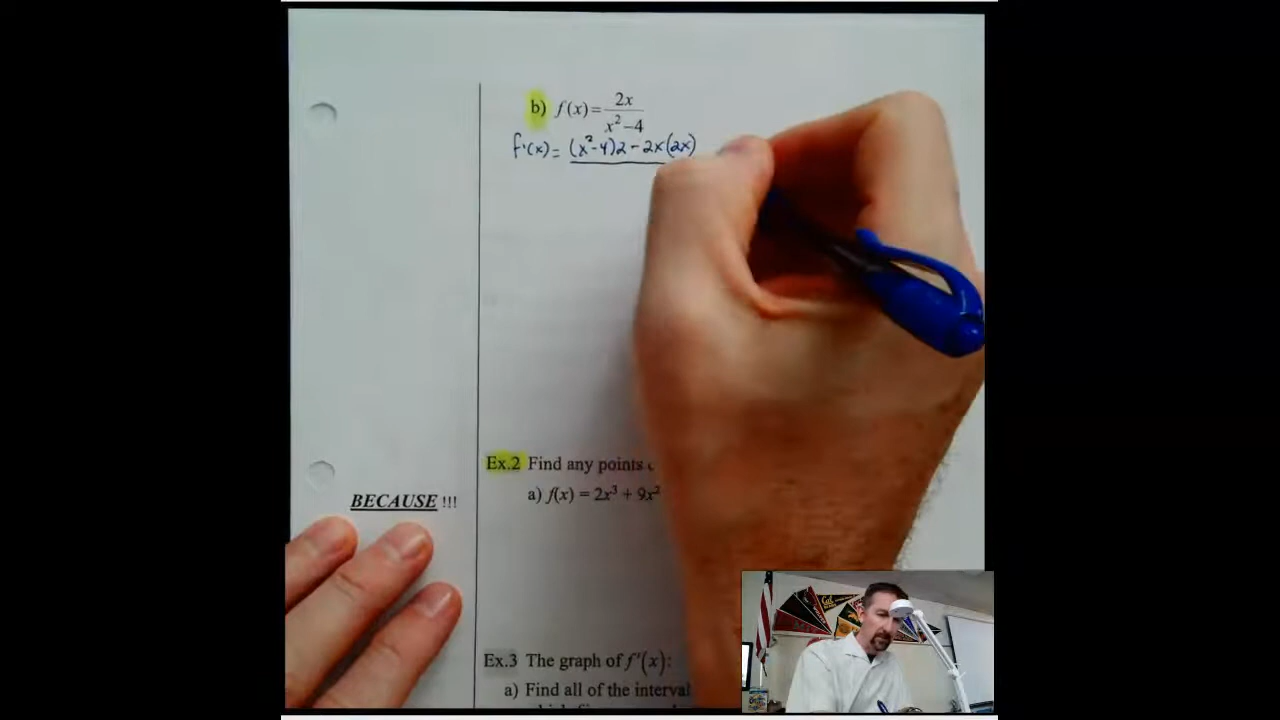 b) f(x) = 2x / x² – 4
f'(x) = (x²-4)2 - 2x(2x)
Ex.2 Find any points
a) f(x) = 2x³ + 9x²
BECAUSE !!!
Ex.3 The graph of f'(x):
a) Find all of the interval
Cal